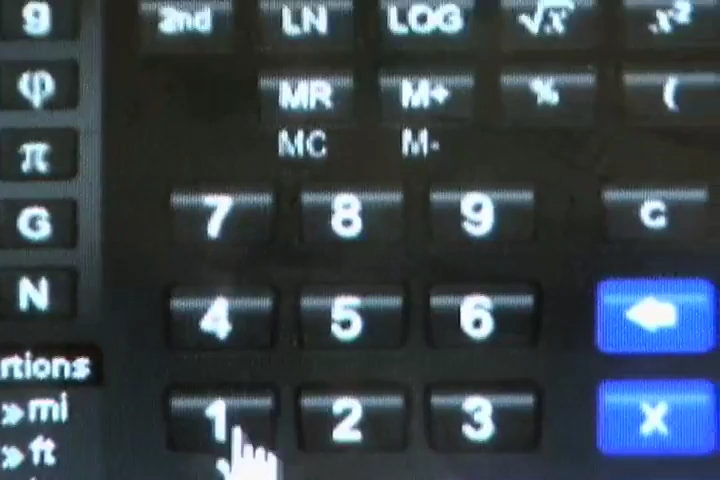 g 2nd LN LOG √x x²
φ MR M+ % (
π MC M-
G 7 8 9 C
N 4 5 6
rtions
»mi 1 2 3 X
»ft